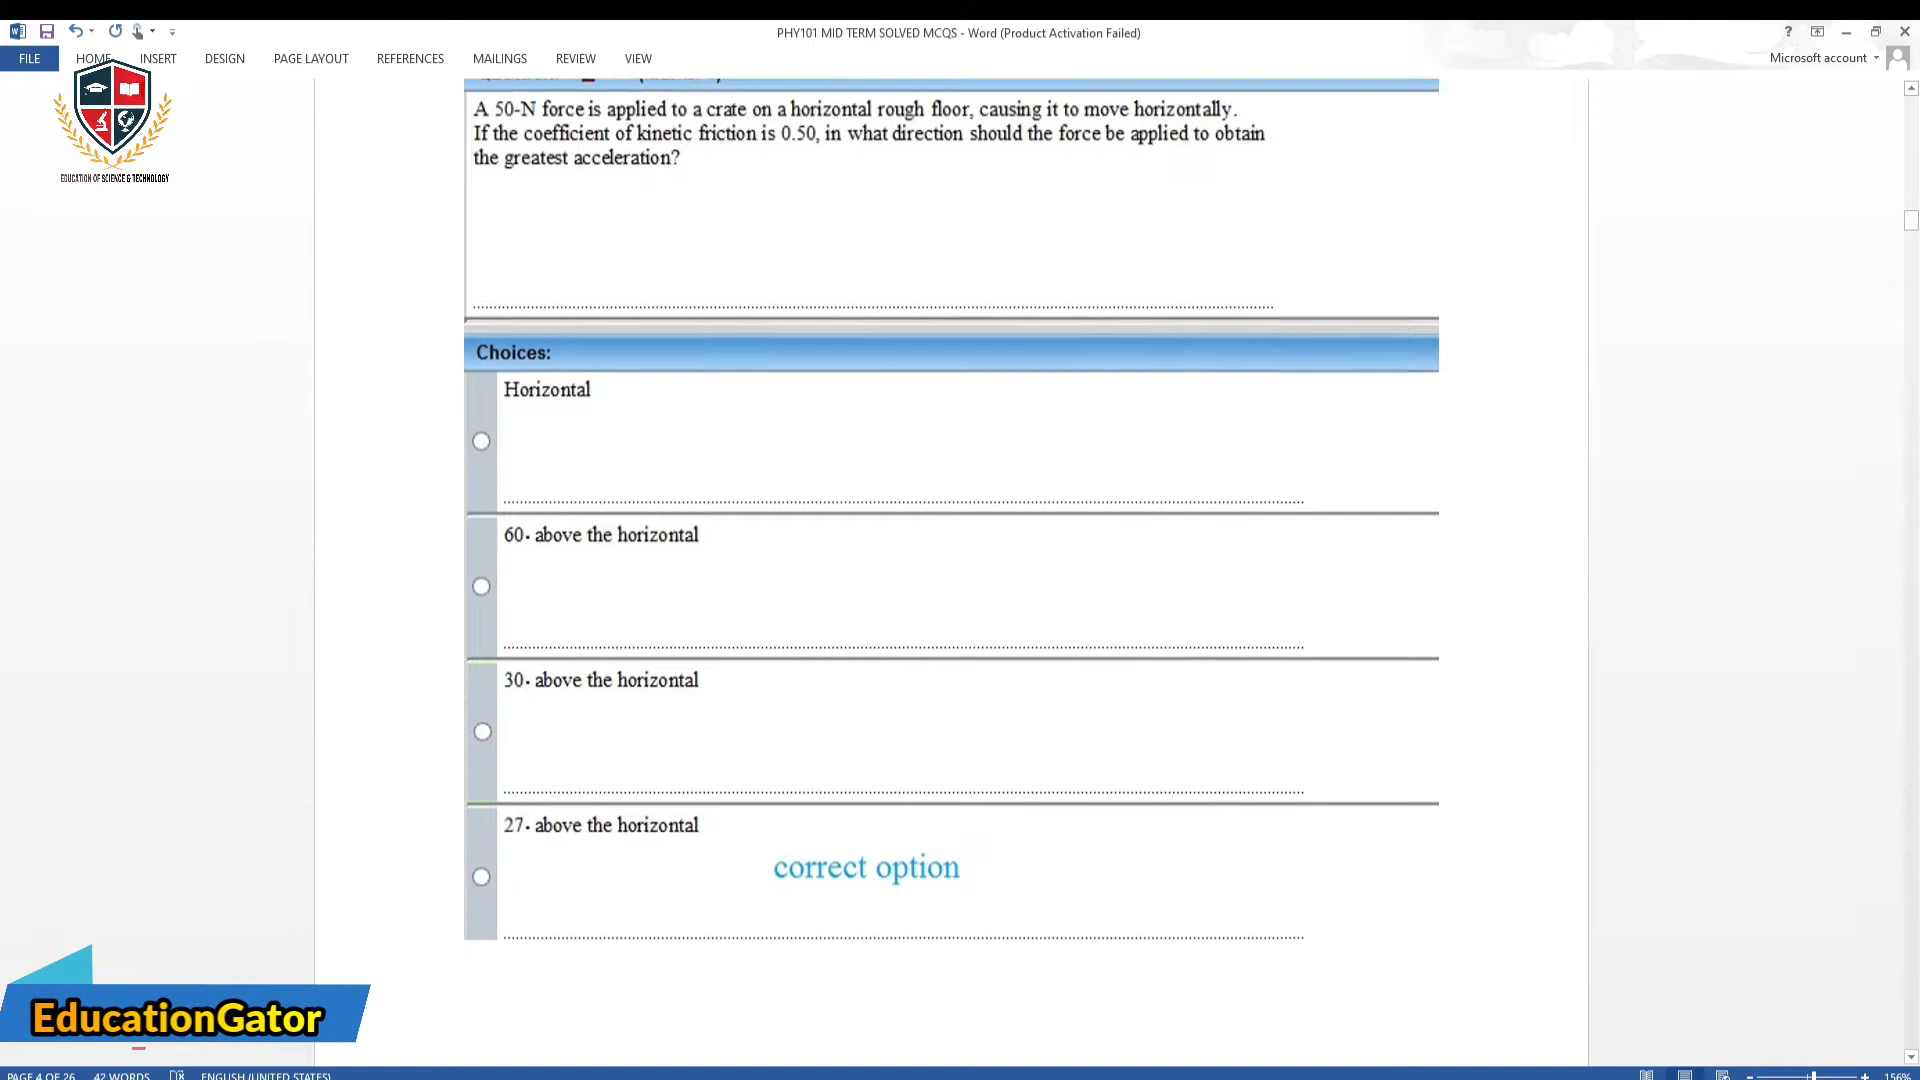 PHY101 MID TERM SOLVED MCQS - Word (Product Activation Failed)
?
FILE
HOME
INSERT
DESIGN
PAGE LAYOUT
REFERENCES
MAILINGS
REVIEW
VIEW
Microsoft account
EDUCATION OF SCIENCE & TECHNOLOGY
A 50-N force is applied to a crate on a horizontal rough floor, causing it to move horizontally.
If the coefficient of kinetic friction is 0.50, in what direction should the force be applied to obtain
the greatest acceleration?
Choices:
Horizontal
60• above the horizontal
30• above the horizontal
27• above the horizontal
correct option
EducationGator
PAGE 4 OF 26
42 WORDS
ENGLISH (UNITED STATES)
156%